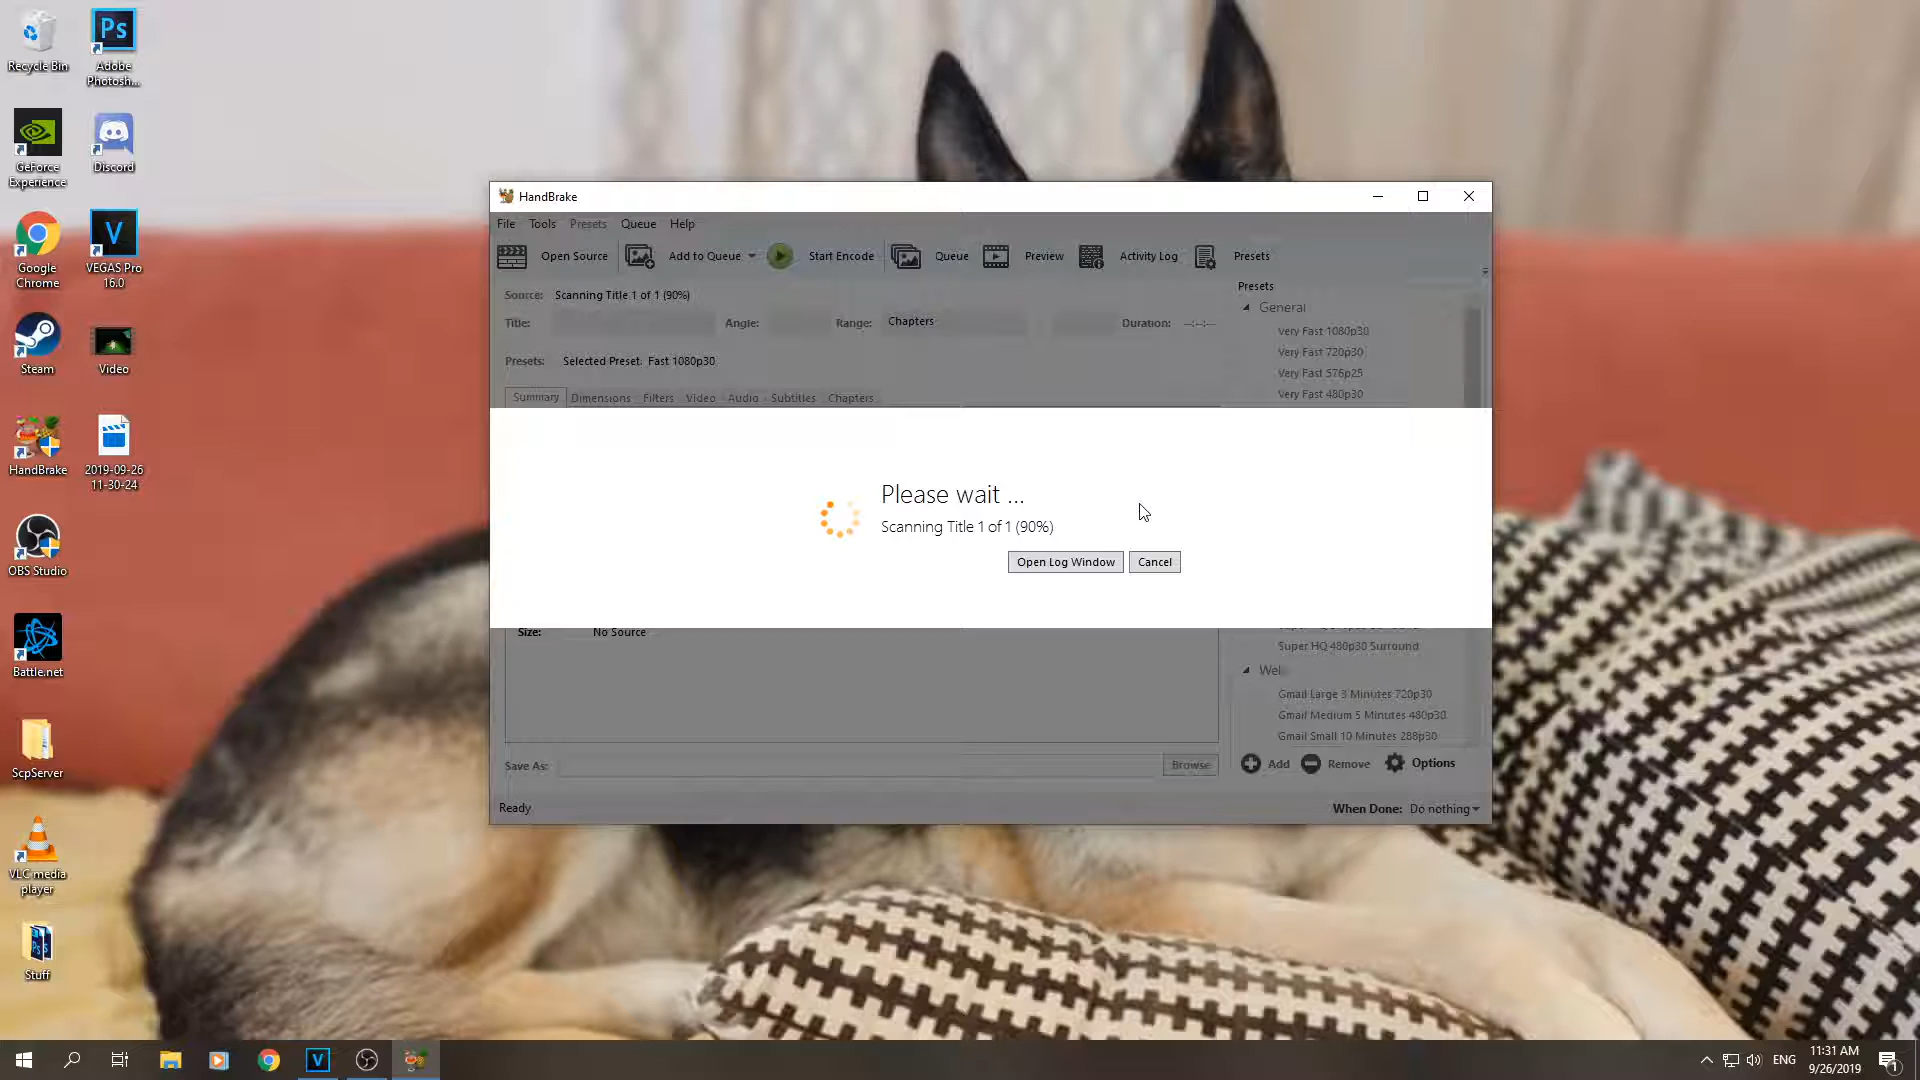 Recycle Bin
Adobe
Photosh...
GeForce
Experience
Discord
Google
Chrome
VEGAS Pro
16.0
Steam
Video
HandBrake
2019-09-26
11-30-24
OBS Studio
Battle.net
ScpServer
VLC media
player
Stuff
HandBrake
File Tools Presets Queue Help
Open Source Add to Queue Start Encode Queue Preview Activity Log Presets
Source: Scanning Title 1 of 1 (90%)
Title: Angle: Range: Chapters Duration: --:--:--
Presets: Selected Preset: Fast 1080p30
Summary Dimensions Filters Video Audio Subtitles Chapters
Presets
General
Very Fast 1080p30
Very Fast 720p30
Very Fast 576p25
Very Fast 480p30
Please wait ...
Scanning Title 1 of 1 (90%)
Open Log Window Cancel
Size: No Source
Super HQ 480p30 Surround
Gmail Large 3 Minutes 720p30
Gmail Medium 5 Minutes 480p30
Gmail Small 10 Minutes 288p30
Save As: Browse
Add Remove Options
Ready
When Done: Do nothing
ENG
11:31 AM
9/26/2019